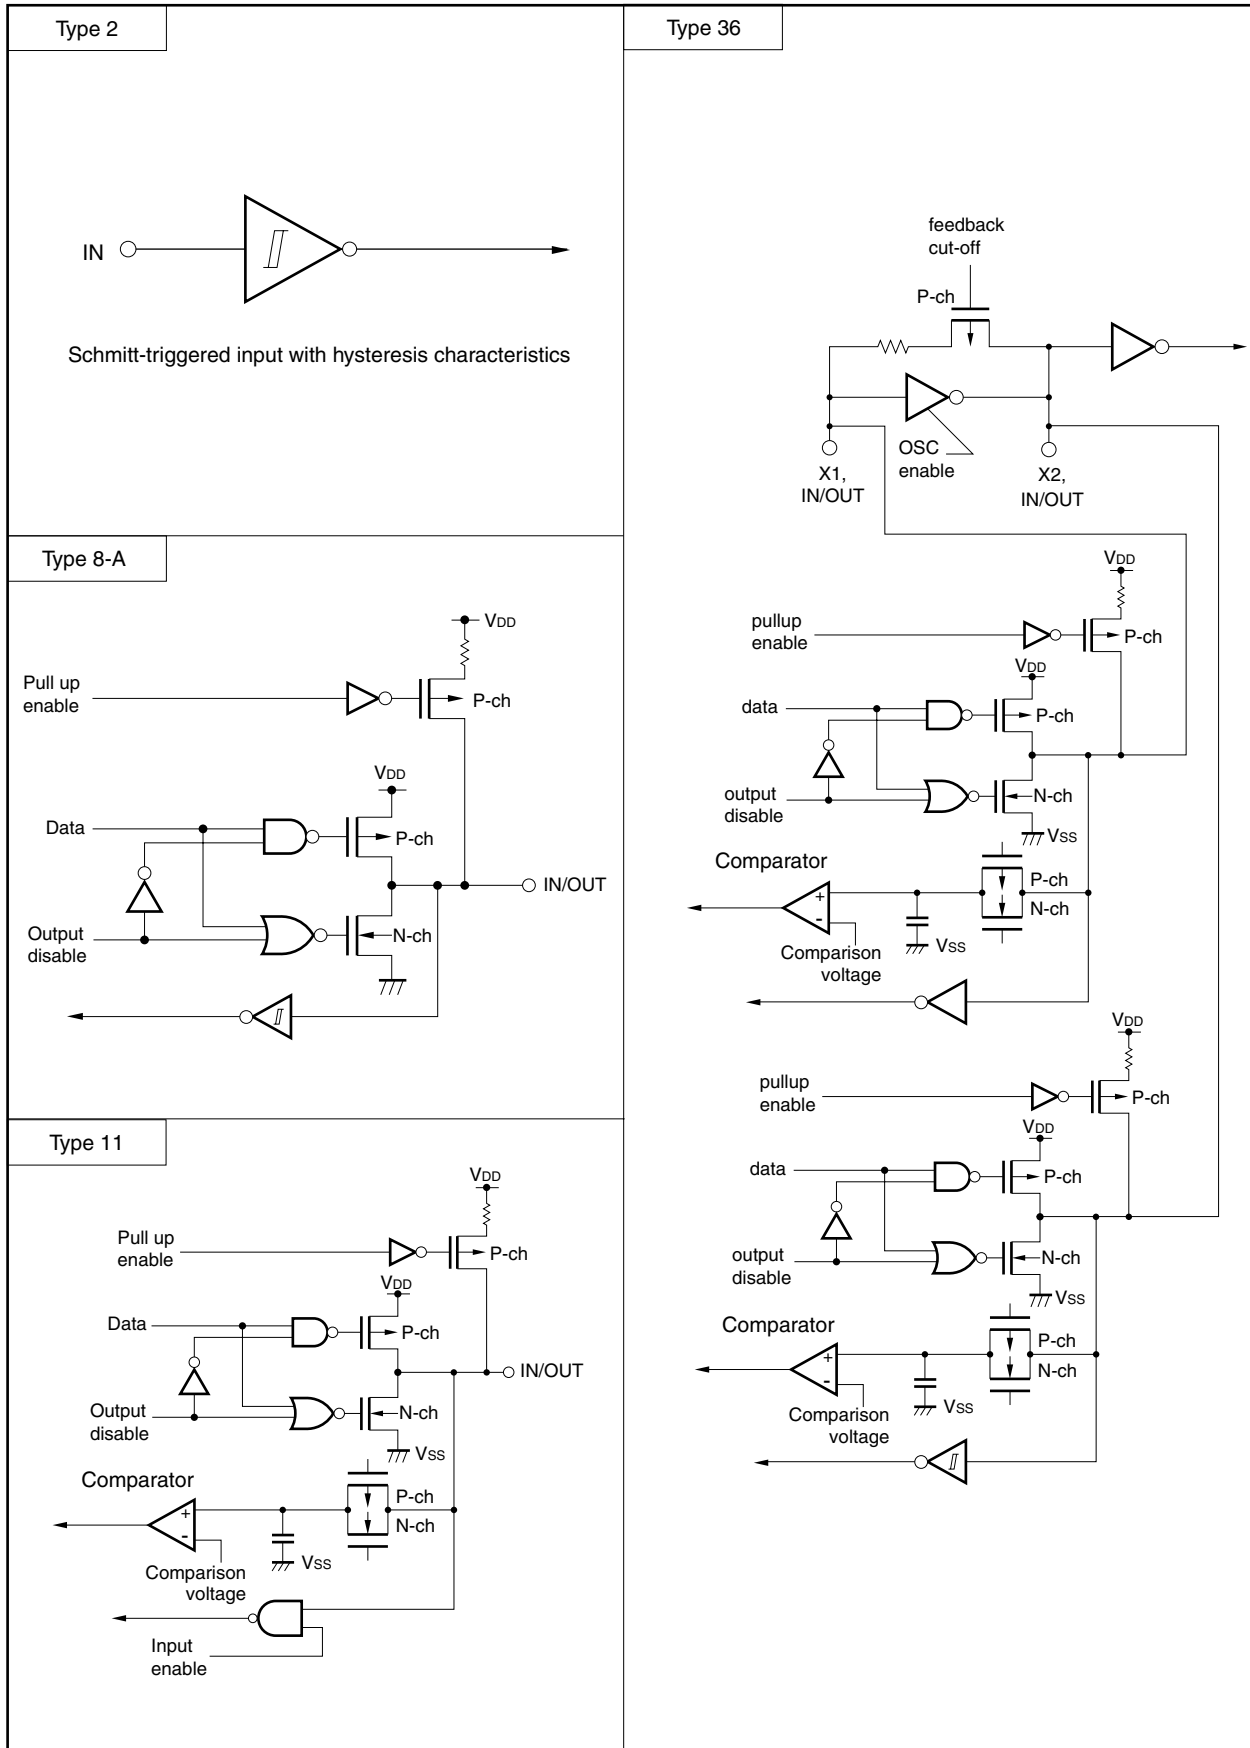 Type 2
IN
Schmitt-triggered input with hysteresis characteristics
Type 8-A
VDD
Pull up
enable
P-ch
VDD
Data
P-ch
IN/OUT
Output
disable
N-ch
Type 11
VDD
Pull up
enable
P-ch
VDD
Data
P-ch
IN/OUT
Output
disable
N-ch
VSS
Comparator
P-ch
N-ch
+
-
VSS
Comparison
voltage
Input
enable
Type 36
feedback
cut-off
P-ch
OSC
enable
X1,
IN/OUT
X2,
IN/OUT
VDD
pullup
enable
P-ch
VDD
data
P-ch
output
disable
N-ch
VSS
Comparator
P-ch
N-ch
+
-
VSS
Comparison
voltage
VDD
pullup
enable
P-ch
VDD
data
P-ch
output
disable
N-ch
VSS
Comparator
P-ch
N-ch
+
-
VSS
Comparison
voltage